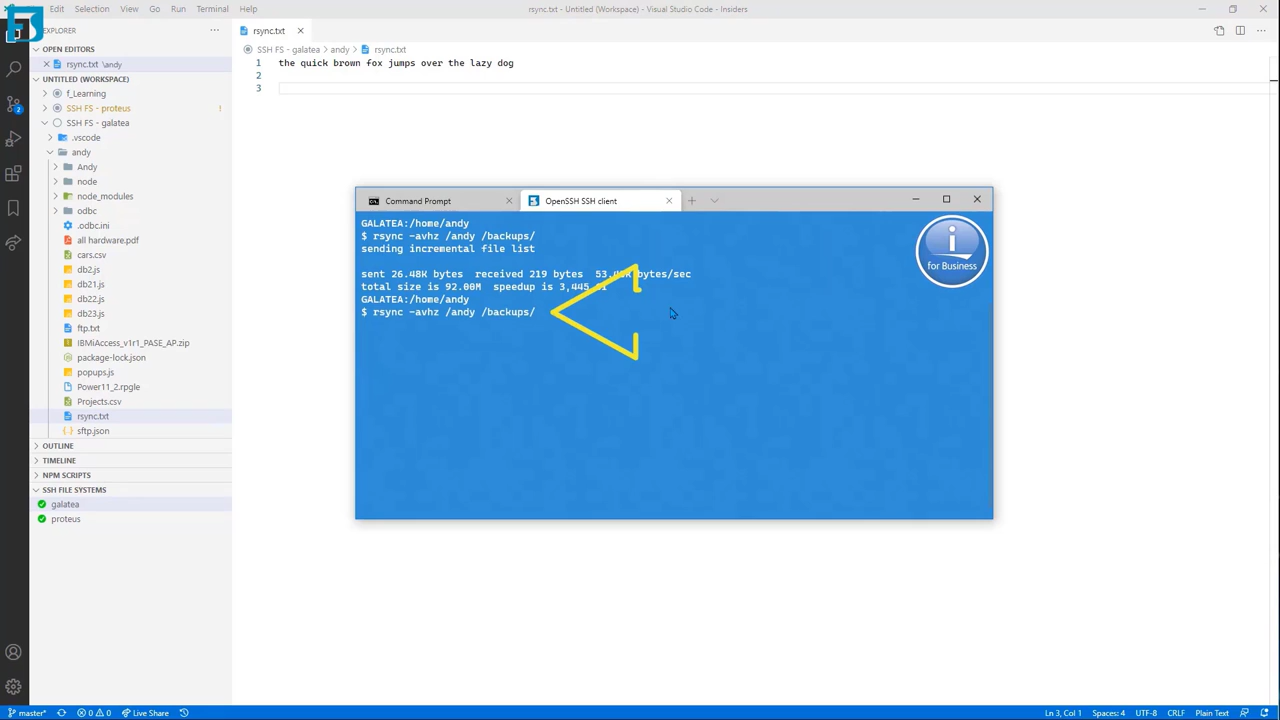 Edit Selection View Go Run Terminal Help
rsync.txt - Untitled (Workspace) - Visual Studio Code - Insiders
EXPLORER
rsync.txt
OPEN EDITORS
rsync.txt \andy
SSH FS - galatea andy rsync.txt
1 the quick brown fox jumps over the lazy dog
2
3
UNTITLED (WORKSPACE)
f_Learning
SSH FS - proteus !
SSH FS - galatea
.vscode
andy
Andy
node
node_modules
odbc
.odbc.ini
all hardware.pdf
cars.csv
db2.js
db21.js
db22.js
db23.js
ftp.txt
IBMiAccess_v1r1_PASE_AP.zip
package-lock.json
popups.js
Power11_2.rpgle
Projects.csv
rsync.txt
sftp.json
OUTLINE
TIMELINE
NPM SCRIPTS
SSH FILE SYSTEMS
galatea
proteus
2
Command Prompt
OpenSSH SSH client
GALATEA:/home/andy
$ rsync -avhz /andy /backups/
sending incremental file list
sent 26.48K bytes received 219 bytes bytes/sec
total size is 92.00M speedup is
GALATEA:/home/andy
$ rsync -avhz /andy /backups/
i
for Business
master* 0 0 Live Share
Ln 3, Col 1 Spaces: 4 UTF-8 CRLF Plain Text